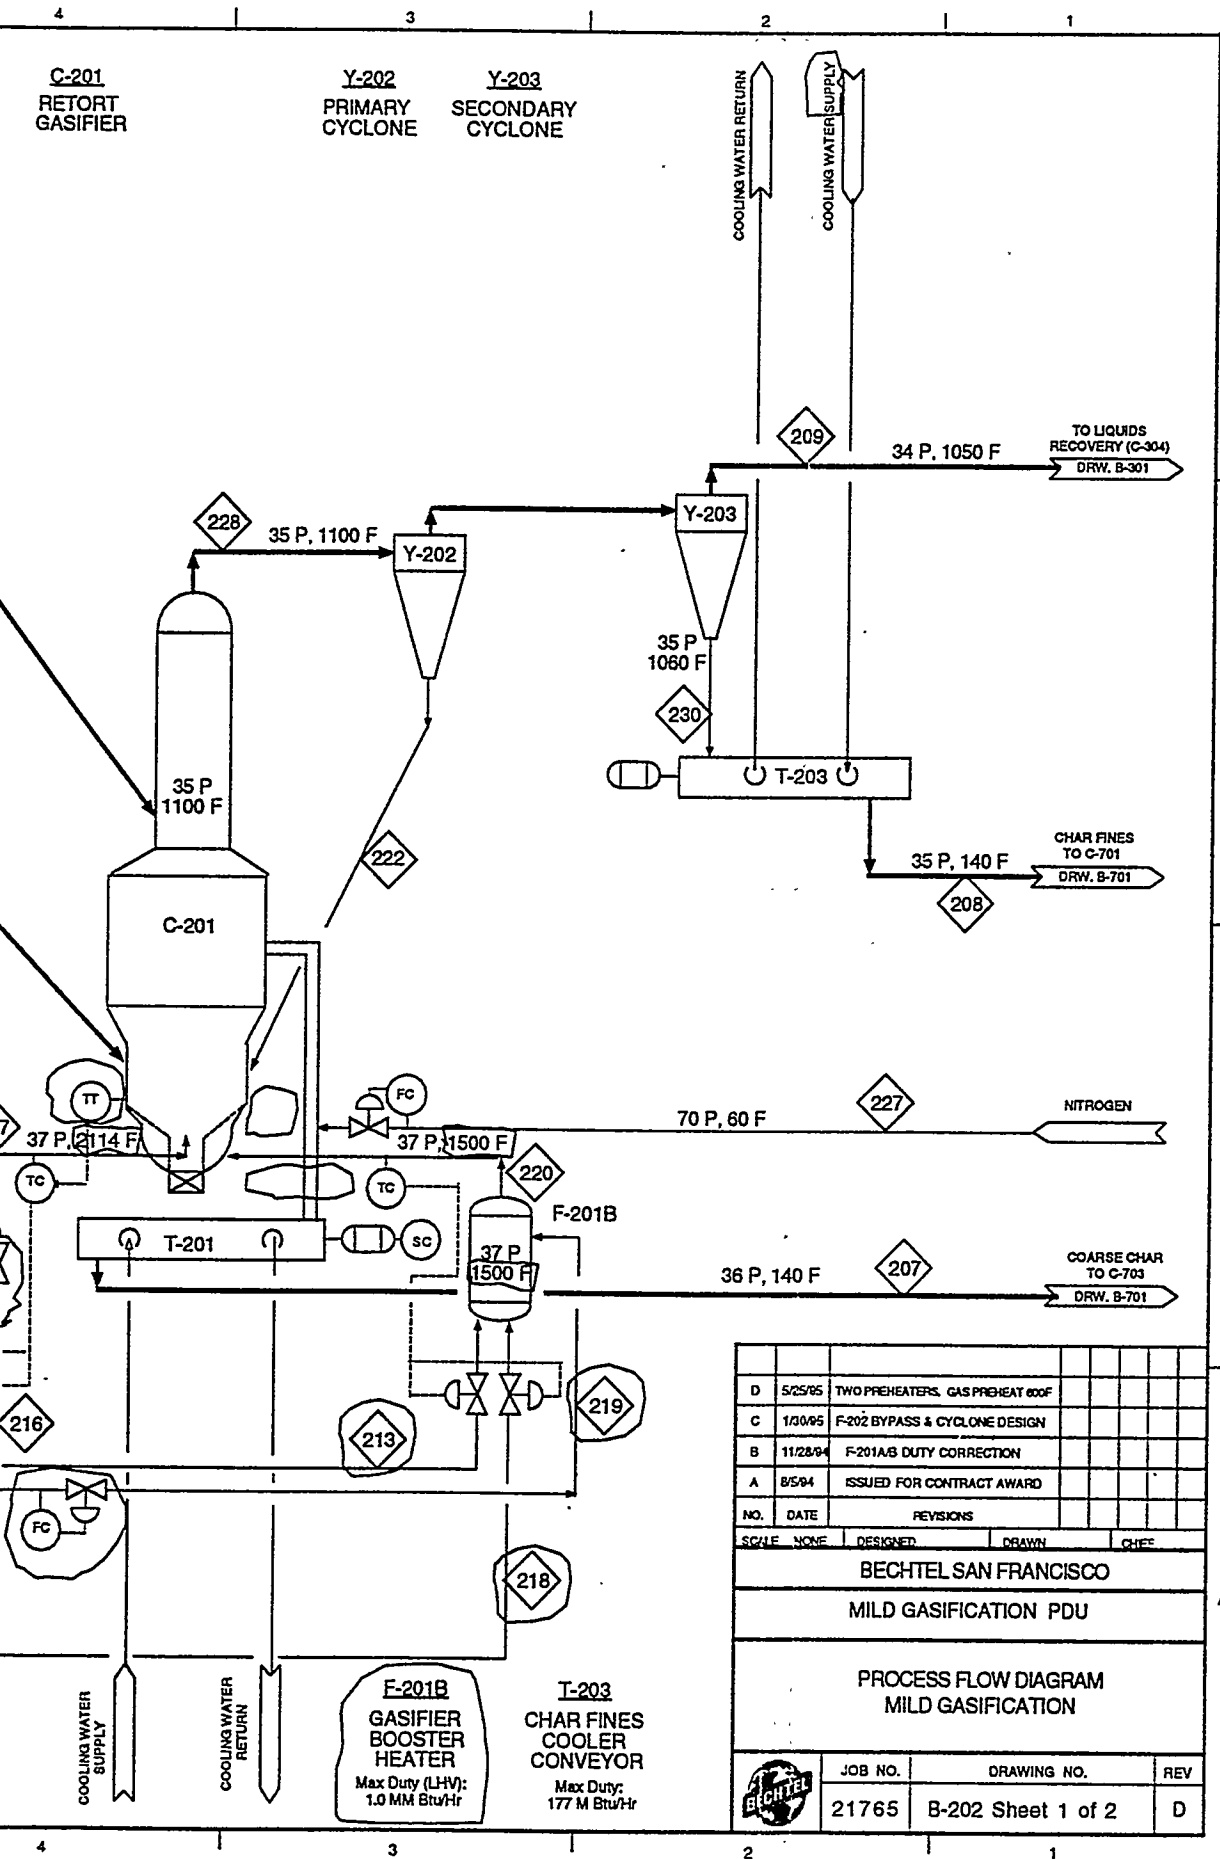 4 3 2 1
C-201
RETORT
GASIFIER
Y-202
PRIMARY
CYCLONE
Y-203
SECONDARY
CYCLONE
COOLING WATER RETURN
COOLING WATER SUPPLY
209
34 P, 1050 F
TO LIQUIDS
RECOVERY (C-304)
DRW. B-301
228
35 P, 1100 F
Y-202
Y-203
35 P
1060 F
230
T-203
35 P
1100 F
222
CHAR FINES
TO C-701
DRW. B-701
35 P, 140 F
208
C-201
TT
FC
70 P, 60 F
227
NITROGEN
7
37 P, 2114 F
37 P, 1500 F
TC
TC
220
F-201B
T-201
SC
37 P
1500 F
36 P, 140 F
207
COARSE CHAR
TO C-703
DRW. B-701
216
213
219
FC
218
D 5/25/95 TWO PREHEATERS, GAS PREHEAT 600F
C 1/30/95 F-202 BYPASS & CYCLONE DESIGN
B 11/28/94 F-201A/B DUTY CORRECTION
A 8/5/94 ISSUED FOR CONTRACT AWARD
NO. DATE REVISIONS
SCALE NONE DESIGNED DRAWN CHIEF
BECHTEL SAN FRANCISCO
MILD GASIFICATION PDU
PROCESS FLOW DIAGRAM
MILD GASIFICATION
COOLING WATER
SUPPLY
COOLING WATER
RETURN
F-201B
GASIFIER
BOOSTER
HEATER
Max Duty (LHV):
1.0 MM Btu/Hr
T-203
CHAR FINES
COOLER
CONVEYOR
Max Duty:
177 M Btu/Hr
BECHTEL
JOB NO. DRAWING NO. REV
21765 B-202 Sheet 1 of 2 D
4 3 2 1